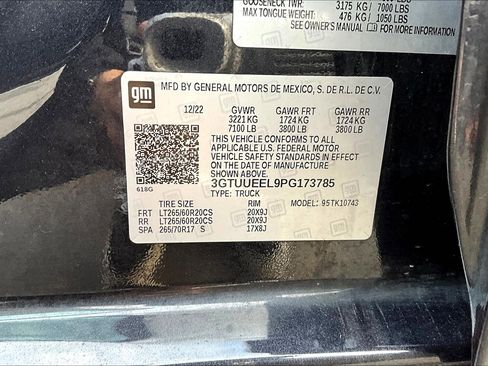 GOOSENECK TWR: 3175 KG / 7000 LBS
MAX TONGUE WEIGHT: 476 KG / 1050 LBS
SEE OWNER'S MANUAL FOR MORE INFORMATION
gm
MFD BY GENERAL MOTORS DE MEXICO, S. DE R.L. DE C.V.
12/22 GVWR GAWR FRT GAWR RR
3221 KG 1724 KG 1724 KG
7100 LB 3800 LB 3800 LB
THIS VEHICLE CONFORMS TO ALL
APPLICABLE U.S. FEDERAL MOTOR
VEHICLE SAFETY AND THEFT PREVENTION
STANDARDS IN EFFECT ON THE DATE OF
MANUFACTURE SHOWN ABOVE.
3GTUUEEL9PG173785
618G
TYPE: TRUCK
TIRE SIZE RIM MODEL: 95TK10743
FRT LT265/60R20CS 20X9J
RR LT265/60R20CS 20X9J
SPA 265/70R17 S 17X8J